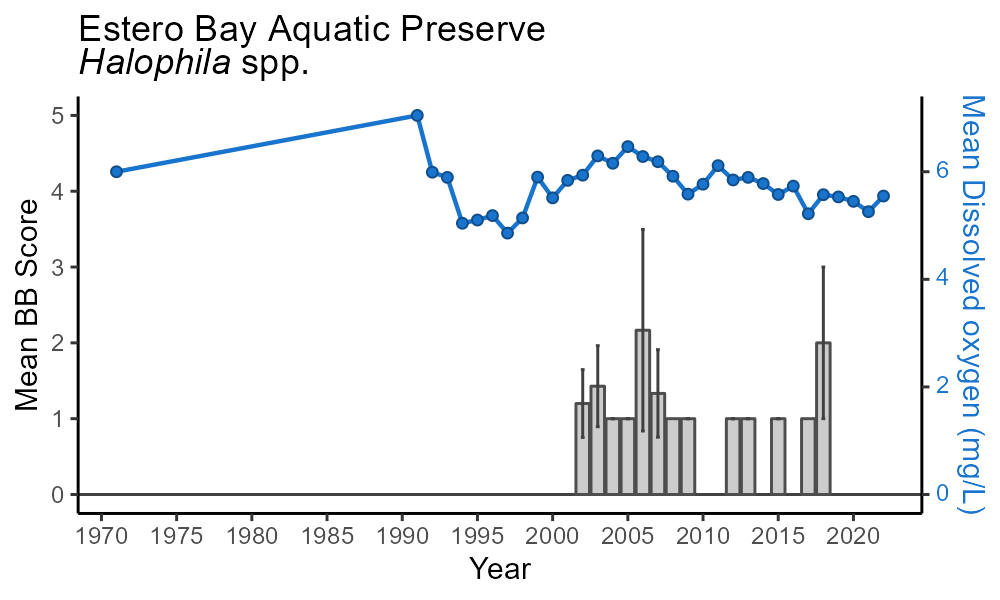 Estero Bay Aquatic Preserve
Halophila spp.
5
4
3
2
1
0
Mean BB Score
6
4
2
0
Mean Dissolved oxygen (mg/L)
1970 1975 1980 1985 1990 1995 2000 2005 2010 2015 2020
Year